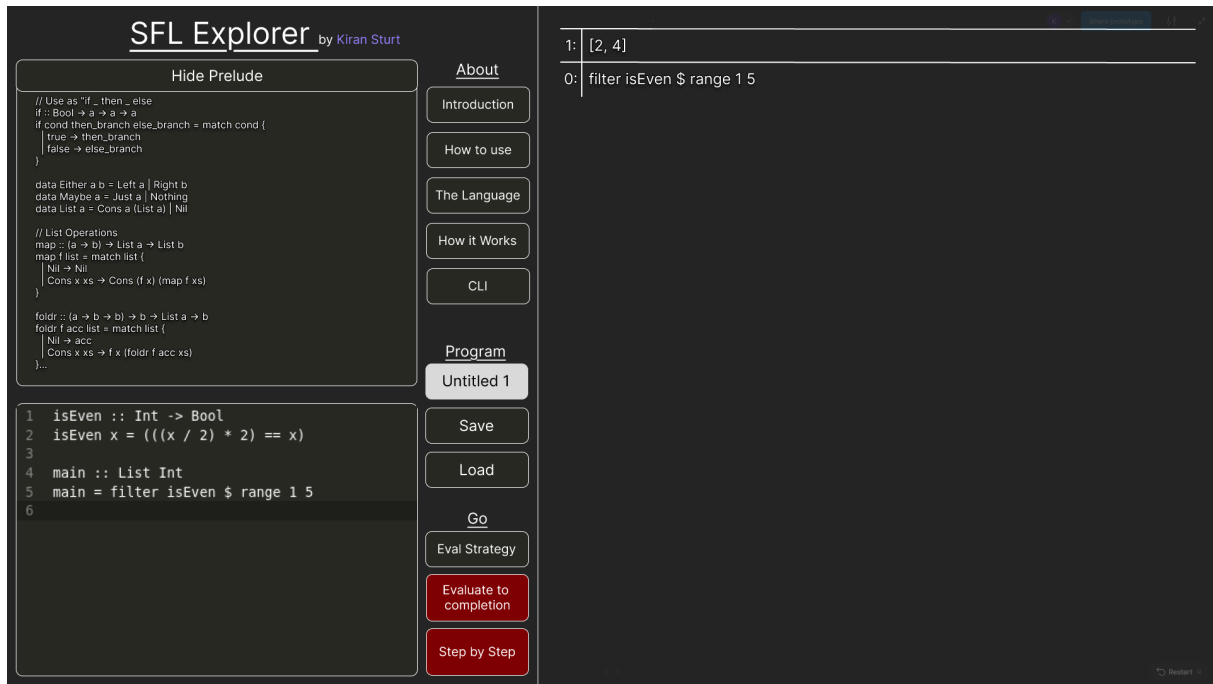 SFL Explorer by Kiran Sturt
Hide Prelude
// Use as "if _ then _ else
if :: Bool → a → a → a
if cond then_branch else_branch = match cond {
| true → then_branch
| false → else_branch
}
data Either a b = Left a | Right b
data Maybe a = Just a | Nothing
data List a = Cons a (List a) | Nil
// List Operations
map :: (a → b) → List a → List b
map f list = match list {
| Nil → Nil
| Cons x xs → Cons (f x) (map f xs)
}
foldr :: (a → b → b) → b → List a → b
foldr f acc list = match list {
| Nil → acc
| Cons x xs → f x (foldr f acc xs)
}...
1 isEven :: Int -> Bool
2 isEven x = (((x / 2) * 2) == x)
3
4 main :: List Int
5 main = filter isEven $ range 1 5
6
About
Introduction
How to use
The Language
How it Works
CLI
Program
Untitled 1
Save
Load
Go
Eval Strategy
Evaluate to
completion
Step by Step
K
Share prototype
1: [2, 4]
0: filter isEven $ range 1 5
Restart